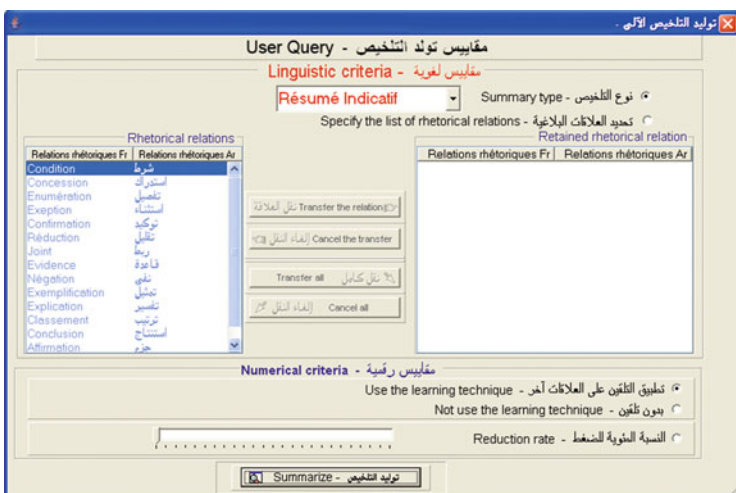 توليد التلخيص الآلي .
مقاييس تولد التلخيص - User Query
مقاييس لغوية - Linguistic criteria
Résumé Indicatif
نوع التلخيص - Summary type
تحديد العلاقات البلاغية - Specify the list of rhetorical relations
Rhetorical relations
Relations rhétoriques Fr Relations rhétoriques Ar
Condition شرط
Concession استدراك
Enumération تفصيل
Exeption استثناء
Confirmation توكيد
Réduction تقليل
Joint ربط
Evidence قاعدة
Négation نفي
Exemplification تمثيل
Explication تفسير
Classement ترتيب
Conclusion استنتاج
Affirmation جزم
نقل العلاقة Transfer the relation
إلغاء النقل Cancel the transfer
Transfer all نقل كامل
إلغاء النقل Cancel all
Retained rhetorical relation
Relations rhétoriques Fr Relations rhétoriques Ar
مقاييس رقمية - Numerical criteria
تطبيق التلقين على العلاقات آخر - Use the learning technique
بدون تلقين - Not use the learning technique
النسبة المئوية للضغط - Reduction rate
توليد التلخيص - Summarize